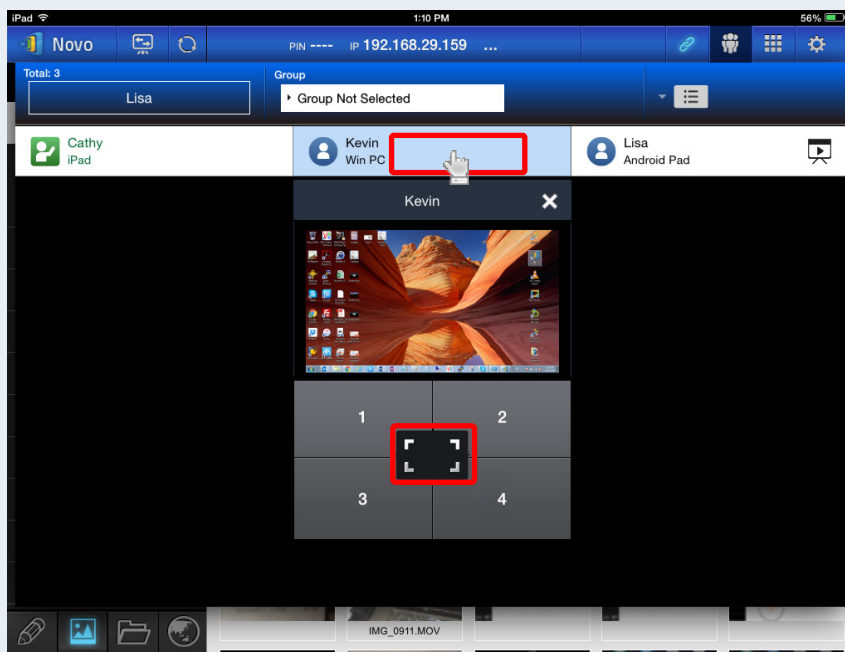 iPad 1:10 PM 56%
Novo PIN ---- IP 192.168.29.159 ...
Total: 3
Lisa
Group
Group Not Selected
Cathy
iPad
Kevin
Win PC
Lisa
Android Pad
Kevin
1 2
3 4
IMG_0911.MOV